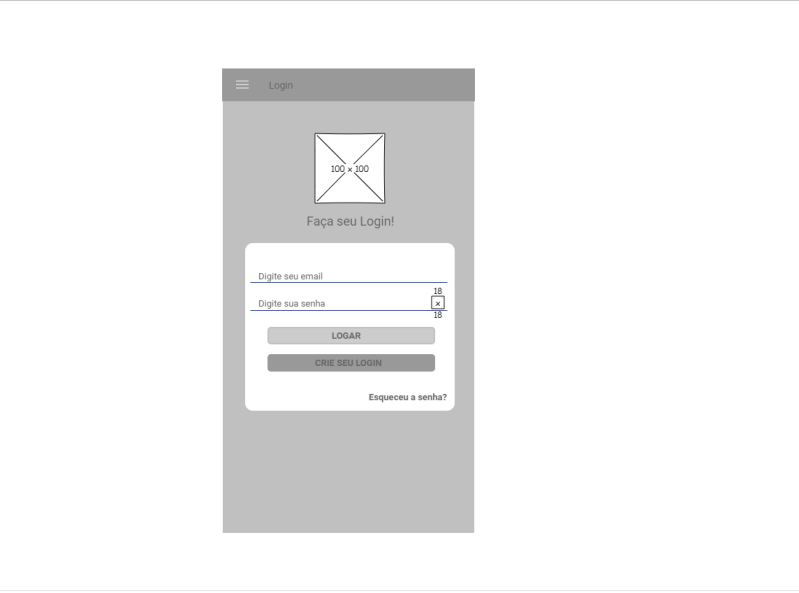 Login
100 x 100
Faça seu Login!
Digite seu email
18
x
Digite sua senha
18
LOGAR
CRIE SEU LOGIN
Esqueceu a senha?